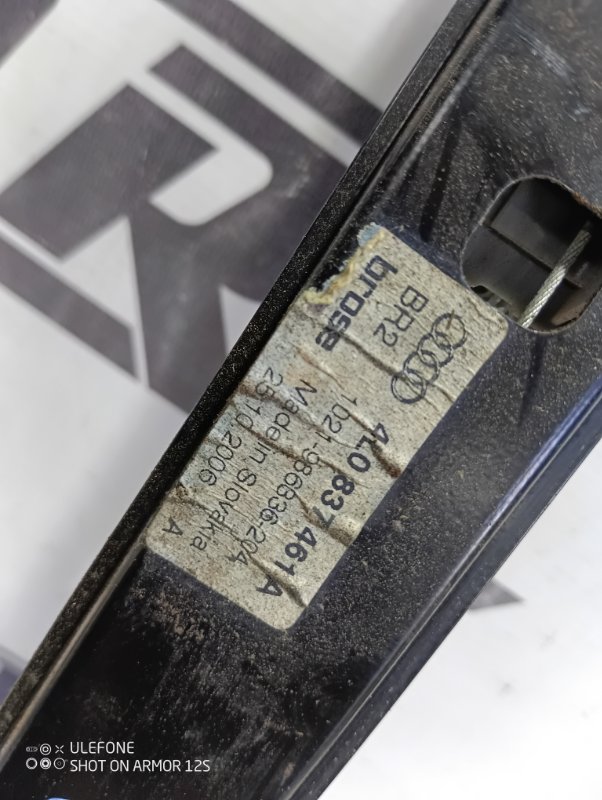 brose
BR2
4L0 837 461 A
1b21-986836-204
Made in Slovakia
25.10.2006 A
ULEFONE
SHOT ON ARMOR 12S